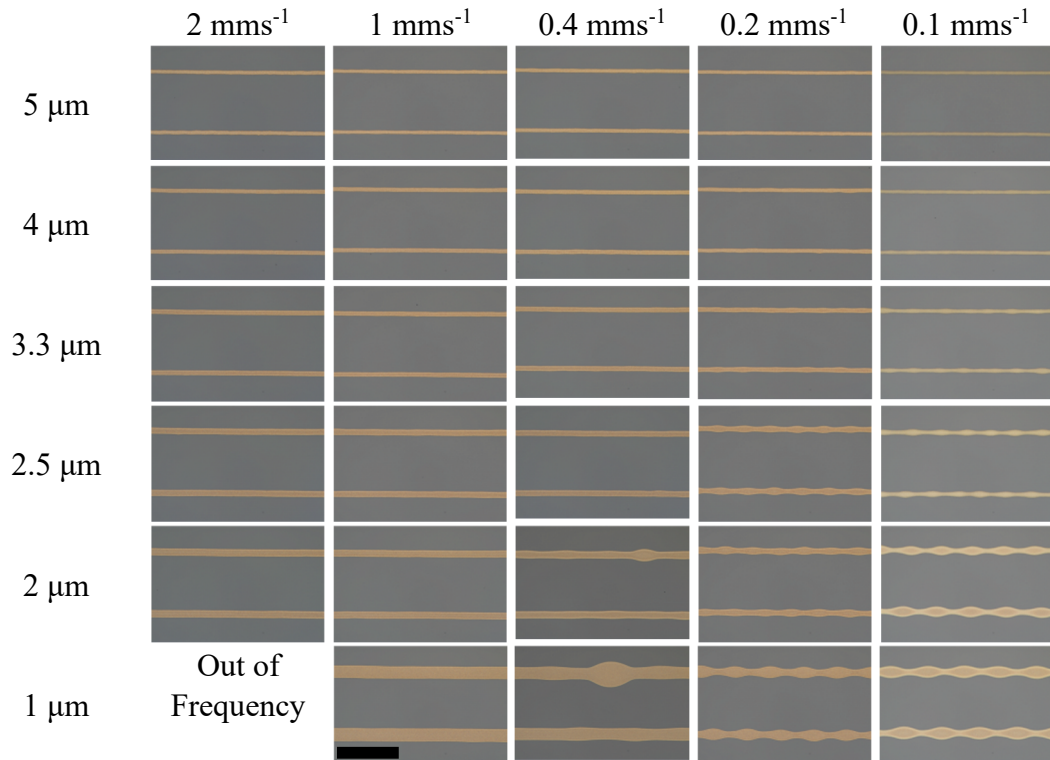 2 mms⁻¹ 1 mms⁻¹ 0.4 mms⁻¹ 0.2 mms⁻¹ 0.1 mms⁻¹
5 μm
4 μm
3.3 μm
2.5 μm
2 μm
Out of
Frequency
1 μm